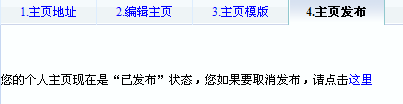 1.主页地址 2.编辑主页 3.主页模版 4.主页发布
您的个人主页现在是“已发布”状态，您如果要取消发布，请点击这里